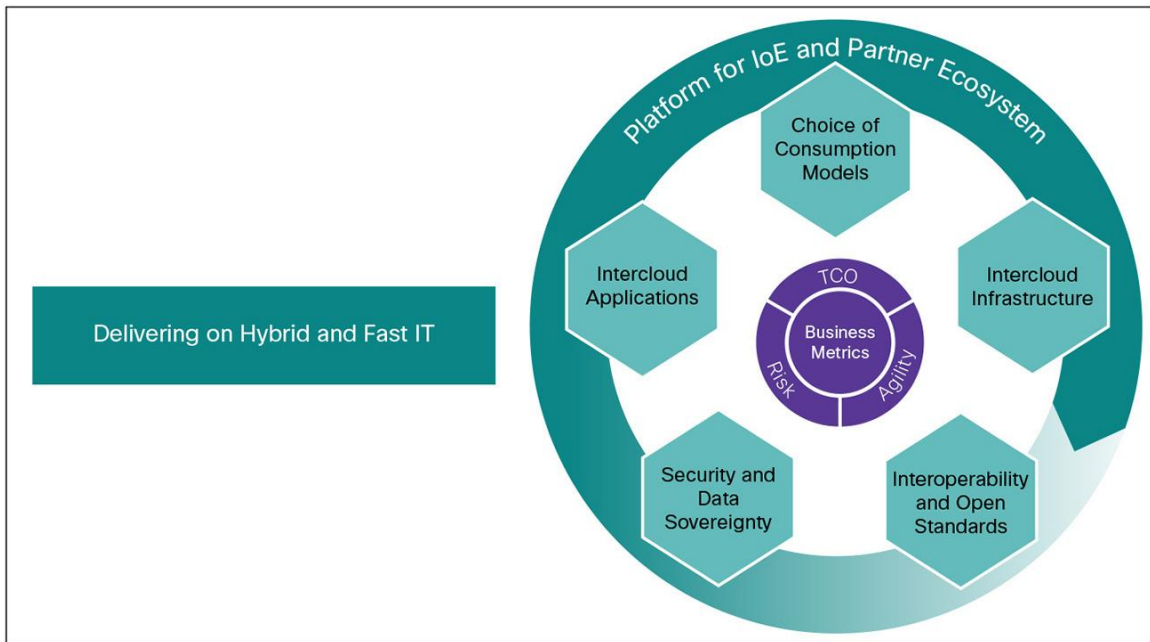 Delivering on Hybrid and Fast IT
Platform for IoE and Partner Ecosystem
Choice of
Consumption
Models
Intercloud
Applications
Intercloud
Infrastructure
TCO
Business
Metrics
Risk
Agility
Security and
Data
Sovereignty
Interoperability
and Open
Standards